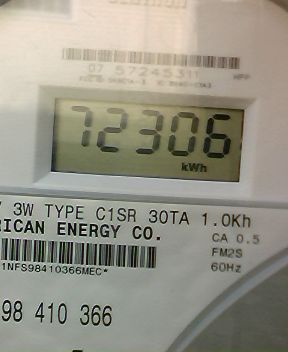 07 57245311
72306
kWh
3W TYPE C1SR 30TA 1.0Kh
RICAN ENERGY CO.
CA 0.5
FM2S
60Hz
1NFS98410366MEC*
98 410 366